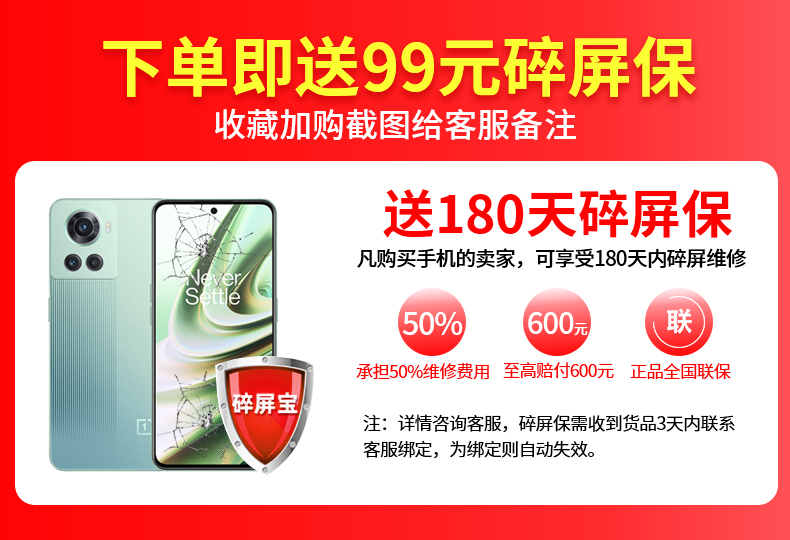 下单即送99元碎屏保
收藏加购截图给客服备注
送180天碎屏保
凡购买手机的卖家，可享受180天内碎屏维修
50%
600元
联
承担50%维修费用
至高赔付600元
正品全国联保
Never
Settle
碎屏宝
1
注：详情咨询客服，碎屏保需收到货品3天内联系
客服绑定，为绑定则自动失效。